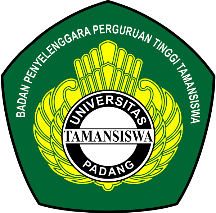 BADAN PENYELENGGARA PERGURUAN TINGGI TAMANSISWA
UNIVERSITAS
TAMANSISWA
PADANG